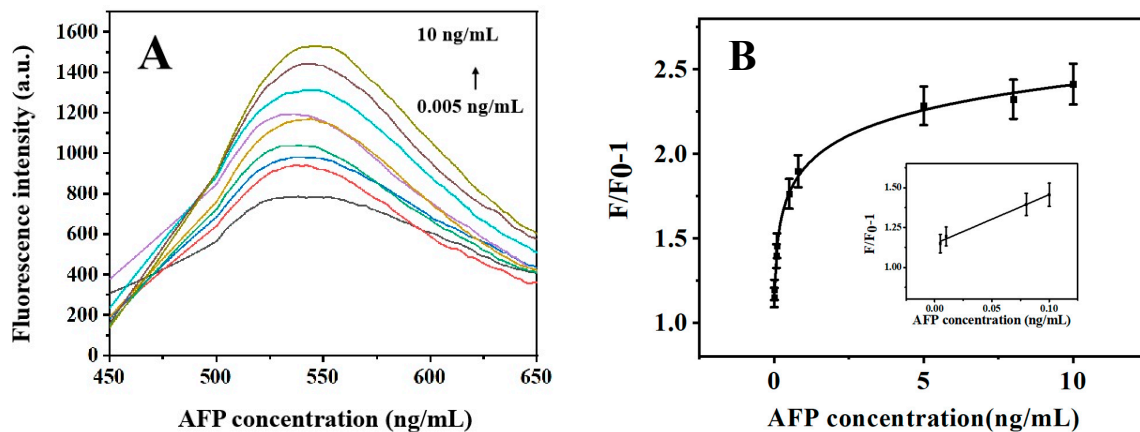 A
10 ng/mL
0.005 ng/mL
Fluorescence intensity (a.u.)
1600
1400
1200
1000
800
600
400
200
0
450
500
550
600
650
AFP concentration (ng/mL)
B
F/F0-1
2.5
2.0
1.5
1.0
0
5
10
AFP concentration(ng/mL)
F/F0-1
1.50
1.25
1.00
0.00
0.05
0.10
AFP concentration (ng/mL)